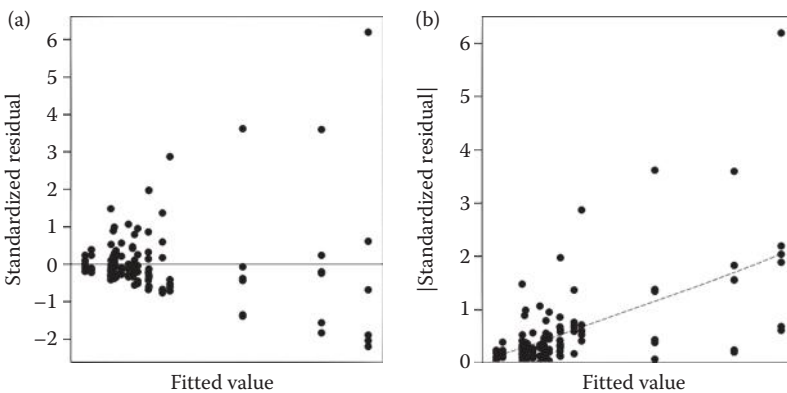 (a)
Standardized residual
6
5
4
3
2
1
0
−1
−2
Fitted value
(b)
|Standardized residual|
6
5
4
3
2
1
0
Fitted value